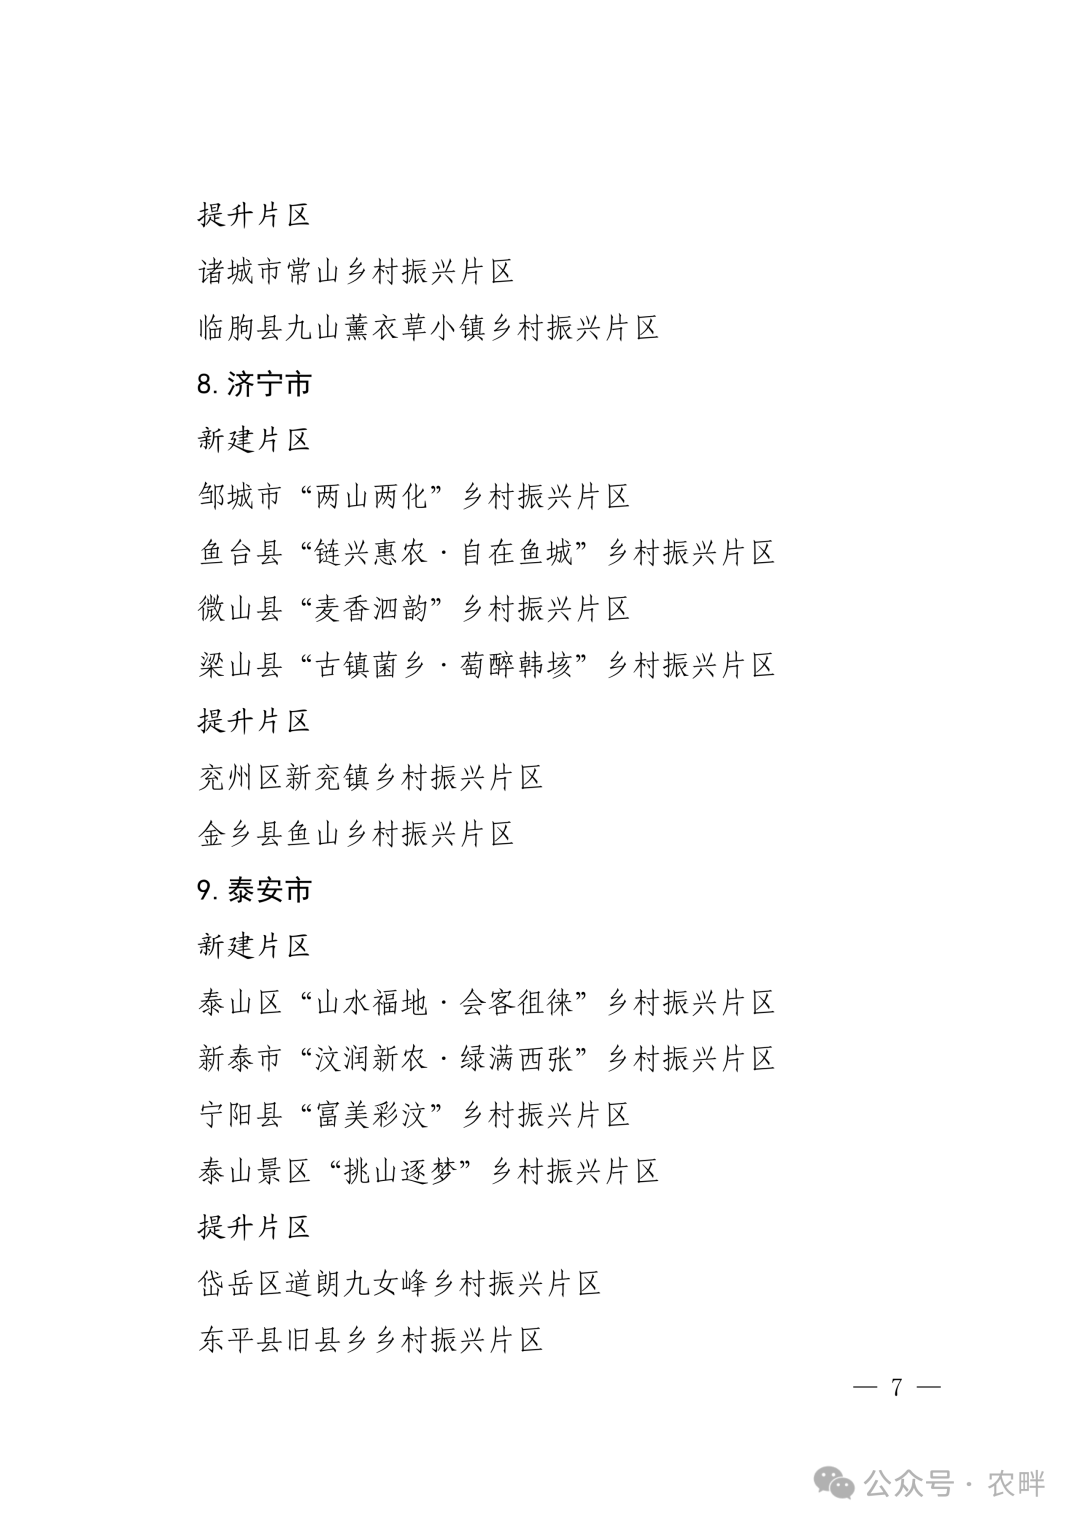 提升片区
诸城市常山乡村振兴片区
临朐县九山薰衣草小镇乡村振兴片区
8.济宁市
新建片区
邹城市“两山两化”乡村振兴片区
鱼台县“链兴惠农·自在鱼城”乡村振兴片区
微山县“麦香泗韵”乡村振兴片区
梁山县“古镇菌乡·萄醉韩垓”乡村振兴片区
提升片区
兖州区新兖镇乡村振兴片区
金乡县鱼山乡村振兴片区
9.泰安市
新建片区
泰山区“山水福地·会客徂徕”乡村振兴片区
新泰市“汶润新农·绿满西张”乡村振兴片区
宁阳县“富美彩汶”乡村振兴片区
泰山景区“挑山逐梦”乡村振兴片区
提升片区
岱岳区道朗九女峰乡村振兴片区
东平县旧县乡乡村振兴片区
— 7 —
公众号·农畔